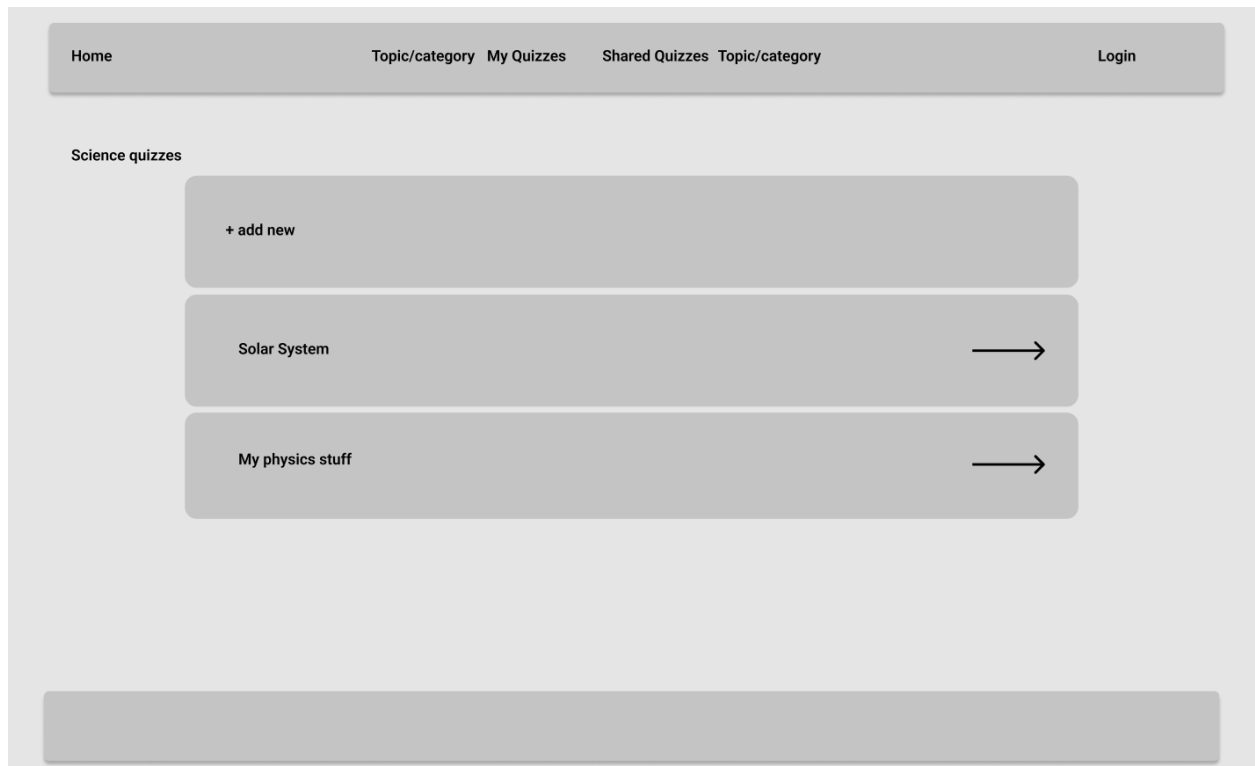 Home Topic/category My Quizzes Shared Quizzes Topic/category Login
Science quizzes
+ add new
Solar System
My physics stuff